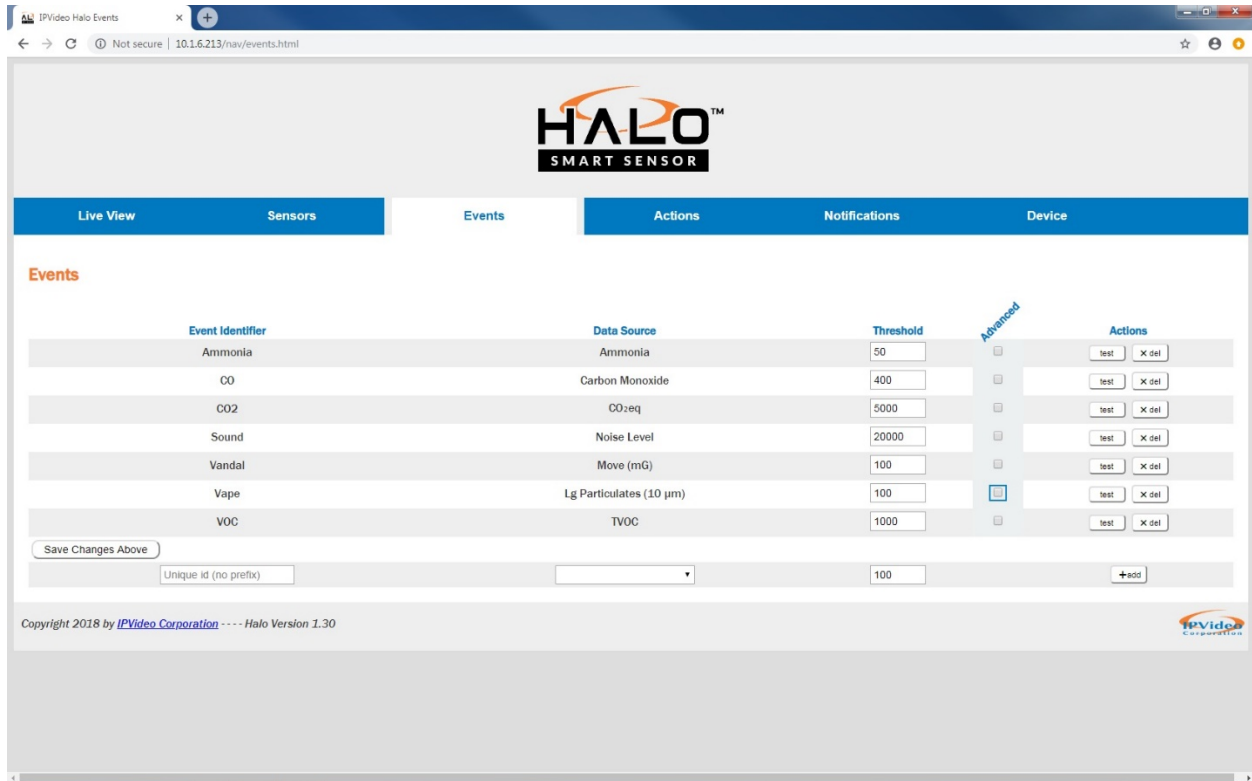 IPVideo Halo Events
Not secure | 10.1.6.213/nav/events.html
HALO™
SMART SENSOR
Live View Sensors Events Actions Notifications Device
Events
Event Identifier Data Source Threshold Advanced Actions
Ammonia Ammonia 50 test × del
CO Carbon Monoxide 400 test × del
CO2 CO₂eq 5000 test × del
Sound Noise Level 20000 test × del
Vandal Move (mG) 100 test × del
Vape Lg Particulates (10 µm) 100 test × del
VOC TVOC 1000 test × del
Save Changes Above
Unique id (no prefix) 100 +add
Copyright 2018 by IPVideo Corporation - - - - Halo Version 1.30
IPVideo
Corporation